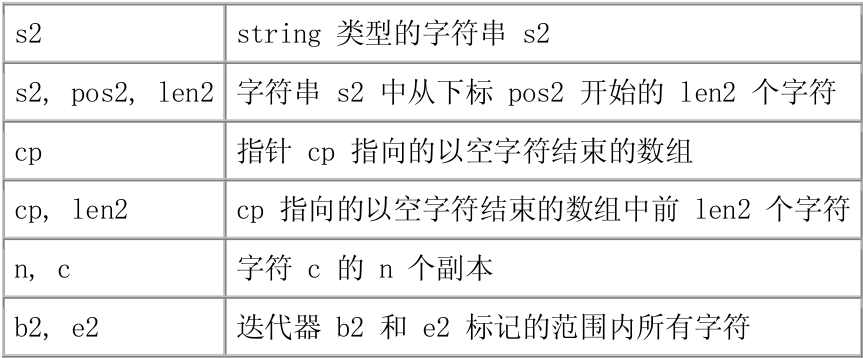 s2 string 类型的字符串 s2
s2, pos2, len2 字符串 s2 中从下标 pos2 开始的 len2 个字符
cp 指针 cp 指向的以空字符结束的数组
cp, len2 cp 指向的以空字符结束的数组中前 len2 个字符
n, c 字符 c 的 n 个副本
b2, e2 迭代器 b2 和 e2 标记的范围内所有字符